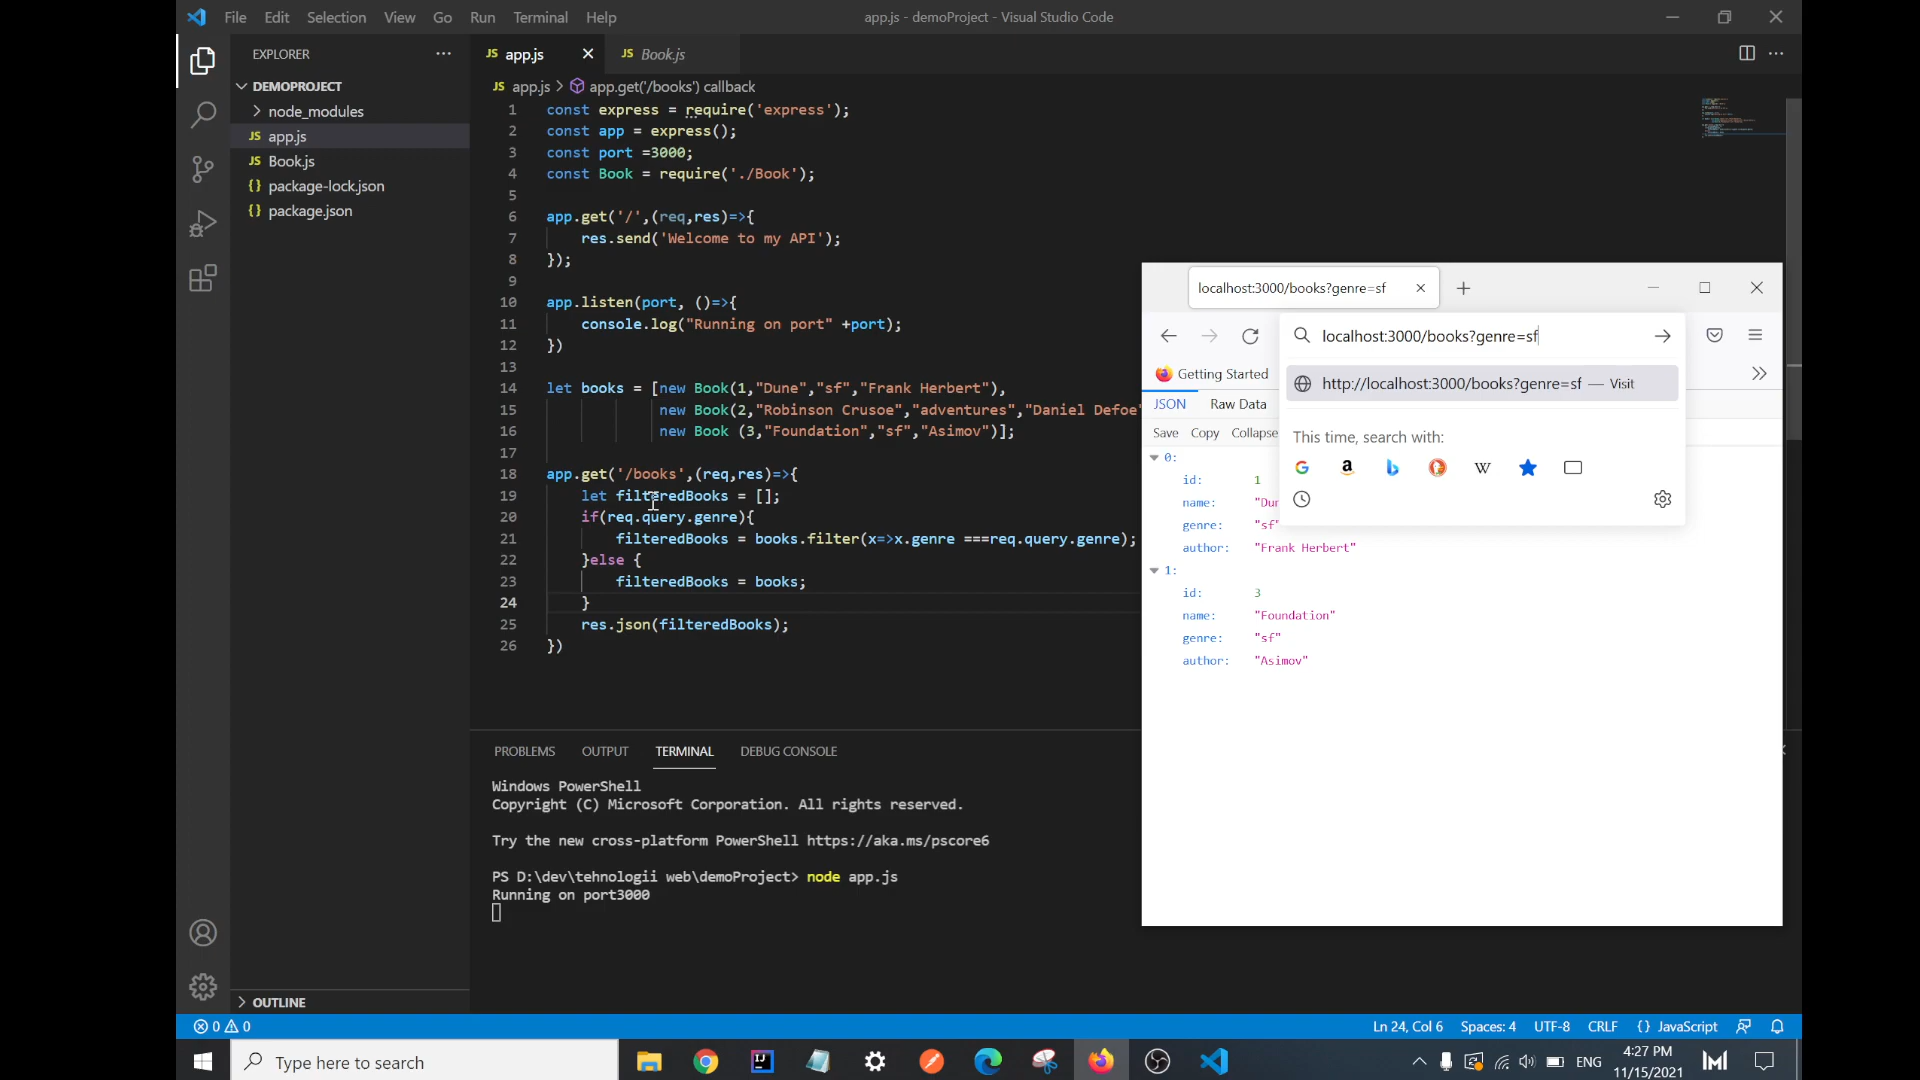 File Edit Selection View Go Run Terminal Help
app.js - demoProject - Visual Studio Code
EXPLORER
DEMOPROJECT
node_modules
JS app.js
JS Book.js
{} package-lock.json
{} package.json
OUTLINE
JS app.js
JS Book.js
JS app.js > app.get('/books') callback
1 const express = require('express');
2 const app = express();
3 const port =3000;
4 const Book = require('./Book');
5
6 app.get('/',(req,res)=>{
7 res.send('Welcome to my API');
8 });
9
10 app.listen(port, ()=>{
11 console.log("Running on port" +port);
12 })
13
14 let books = [new Book(1,"Dune","sf","Frank Herbert"),
15 new Book(2,"Robinson Crusoe","adventures","Daniel Defoe"
16 new Book (3,"Foundation","sf","Asimov")];
17
18 app.get('/books',(req,res)=>{
19 let filteredBooks = [];
20 if(req.query.genre){
21 filteredBooks = books.filter(x=>x.genre ===req.query.genre);
22 }else {
23 filteredBooks = books;
24 }
25 res.json(filteredBooks);
26 })
PROBLEMS OUTPUT TERMINAL DEBUG CONSOLE
Windows PowerShell
Copyright (C) Microsoft Corporation. All rights reserved.
Try the new cross-platform PowerShell https://aka.ms/pscore6
PS D:\dev\tehnologii web\demoProject> node app.js
Running on port3000
localhost:3000/books?genre=sf
localhost:3000/books?genre=sf
Getting Started
http://localhost:3000/books?genre=sf — Visit
This time, search with:
JSON Raw Data
Save Copy Collapse
0:
id: 1
name: "Dun
genre: "sf"
author: "Frank Herbert"
1:
id: 3
name: "Foundation"
genre: "sf"
author: "Asimov"
0 0
Ln 24, Col 6 Spaces: 4 UTF-8 CRLF {} JavaScript
Type here to search
ENG
4:27 PM
11/15/2021